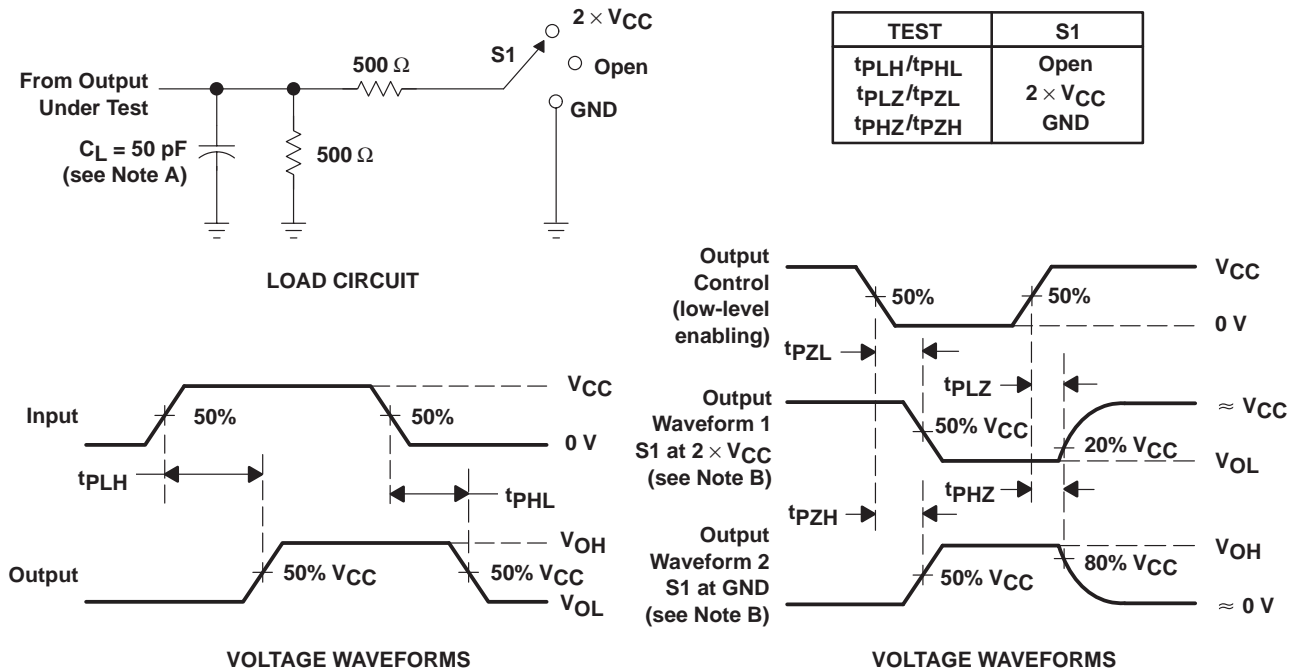 2 × VCC
S1
500 Ω
Open
From Output
Under Test
GND
CL = 50 pF
(see Note A)
500 Ω
LOAD CIRCUIT
TEST S1
tPLH/tPHL Open
tPLZ/tPZL 2 × VCC
tPHZ/tPZH GND
Input
50%
50%
VCC
0 V
tPLH
tPHL
Output
50% VCC
50% VCC
VOH
VOL
VOLTAGE WAVEFORMS
Output
Control
(low-level
enabling)
50%
50%
VCC
0 V
tPZL
tPLZ
Output
Waveform 1
S1 at 2 × VCC
(see Note B)
50% VCC
20% VCC
≈ VCC
VOL
tPZH
tPHZ
Output
Waveform 2
S1 at GND
(see Note B)
50% VCC
80% VCC
VOH
≈ 0 V
VOLTAGE WAVEFORMS